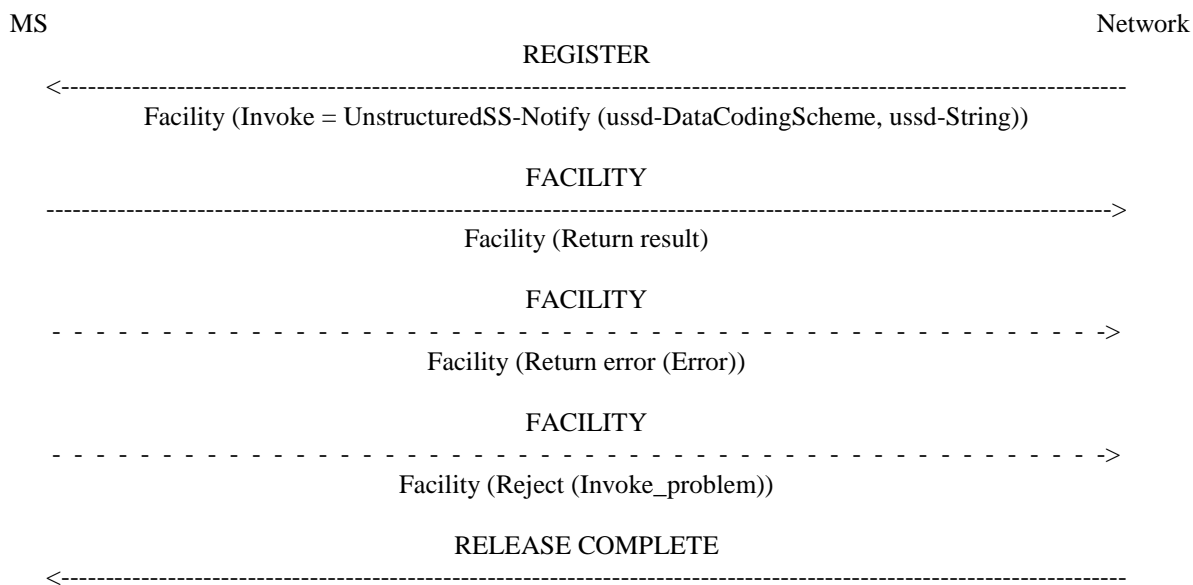 MS Network
REGISTER
<------------------------------------------------------------------------------------------------------------------------
Facility (Invoke = UnstructuredSS-Notify (ussd-DataCodingScheme, ussd-String))
FACILITY
------------------------------------------------------------------------------------------------------------------------>
Facility (Return result)
FACILITY
- - - - - - - - - - - - - - - - - - - - - - - - - - - - - - - - - - - - - - - - - - - - - - - ->
Facility (Return error (Error))
FACILITY
- - - - - - - - - - - - - - - - - - - - - - - - - - - - - - - - - - - - - - - - - - - - - - - ->
Facility (Reject (Invoke_problem))
RELEASE COMPLETE
<------------------------------------------------------------------------------------------------------------------------